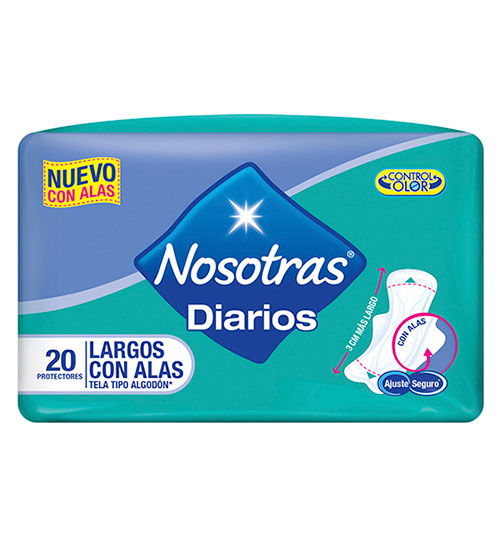 NUEVO
CON ALAS
CONTROL
OLOR
Nosotras®
Diarios
20
PROTECTORES
LARGOS
CON ALAS
TELA TIPO ALGODÓN*
3 CM MÁS LARGO
CON ALAS
Ajuste Seguro*